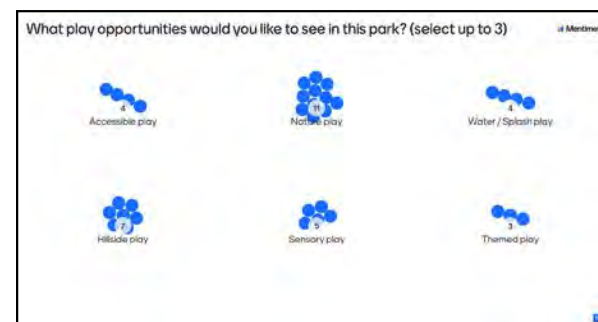 What play opportunities would you like to see in this park? (select up to 3)
Mentime
4
Accessible play
11
Nature play
4
Water / Splash play
7
Hillside play
5
Sensory play
3
Themed play